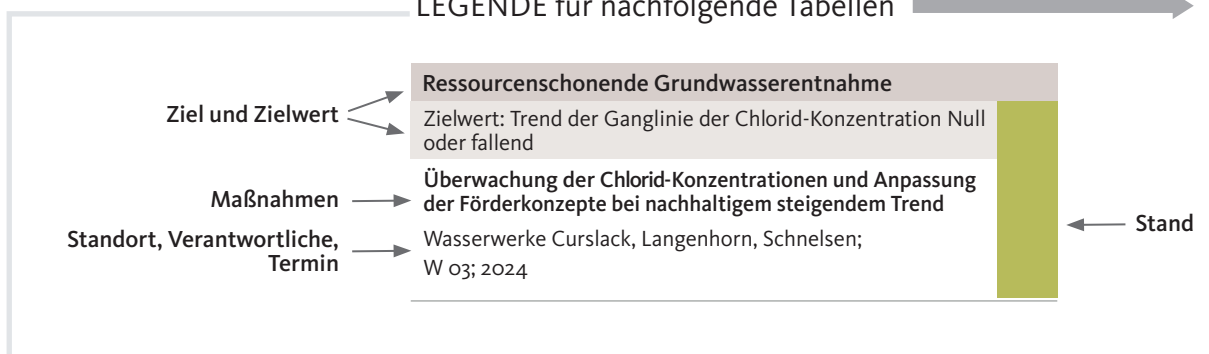 LEGENDE für nachfolgende Tabellen
Ziel und Zielwert
Ressourcenschonende Grundwasserentnahme
Zielwert: Trend der Ganglinie der Chlorid-Konzentration Null
oder fallend
Maßnahmen
Überwachung der Chlorid-Konzentrationen und Anpassung
der Förderkonzepte bei nachhaltigem steigendem Trend
Standort, Verantwortliche,
Termin
Wasserwerke Curslack, Langenhorn, Schnelsen;
W 03; 2024
Stand